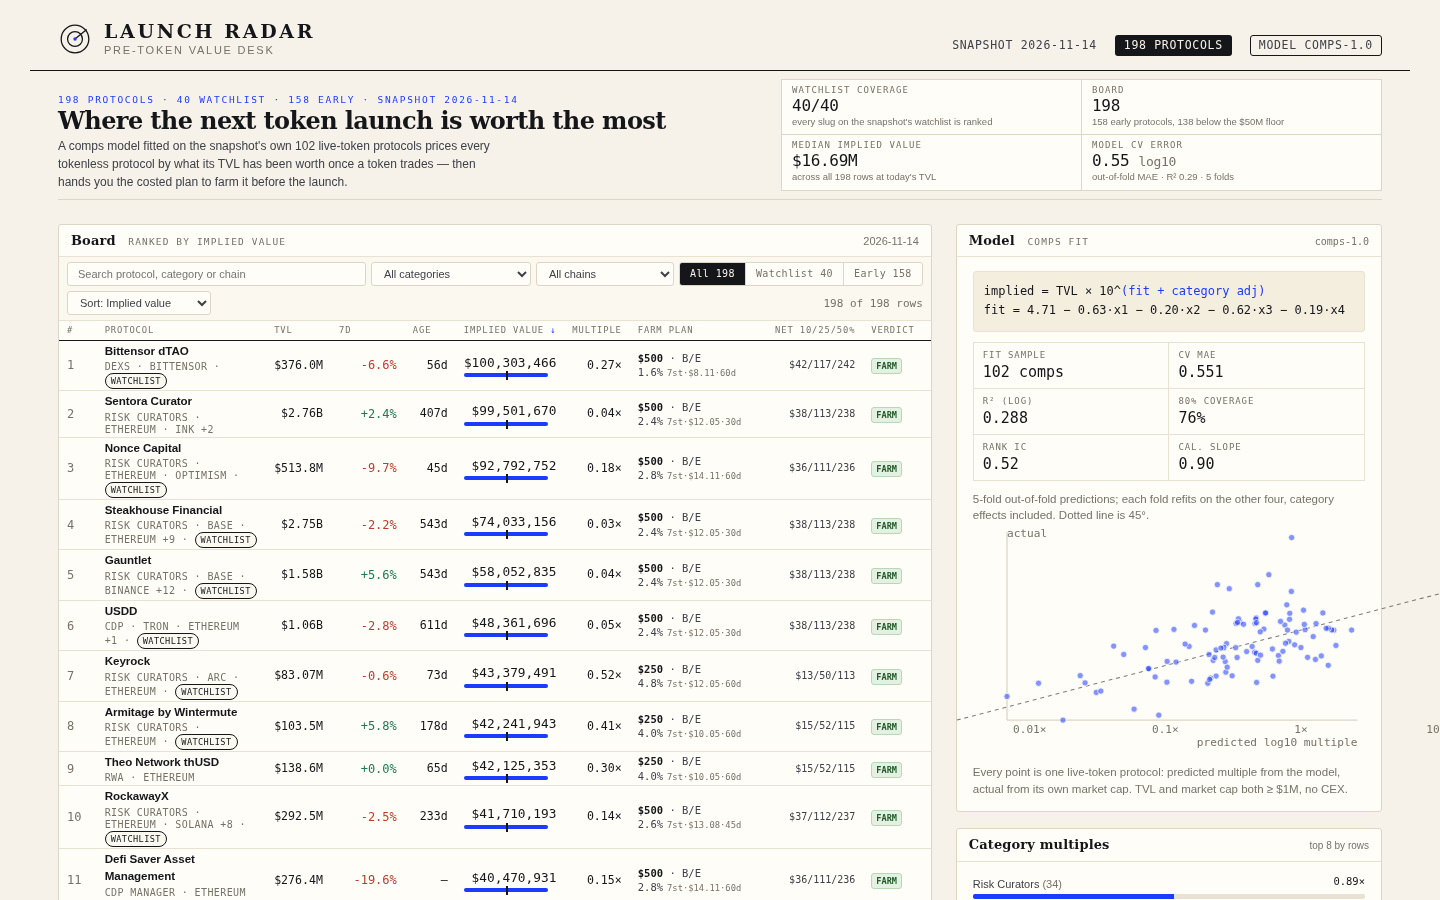 LAUNCH RADAR
PRE-TOKEN VALUE DESK
SNAPSHOT 2026-11-14
198 PROTOCOLS
MODEL COMPS-1.0
198 PROTOCOLS · 40 WATCHLIST · 158 EARLY · SNAPSHOT 2026-11-14
Where the next token launch is worth the most
A comps model fitted on the snapshot's own 102 live-token protocols prices every
tokenless protocol by what its TVL has been worth once a token trades — then
hands you the costed plan to farm it before the launch.
WATCHLIST COVERAGE
40/40
every slug on the snapshot's watchlist is ranked
BOARD
198
158 early protocols, 138 below the $50M floor
MEDIAN IMPLIED VALUE
$16.69M
across all 198 rows at today's TVL
MODEL CV ERROR
0.55 log10
out-of-fold MAE · R² 0.29 · 5 folds
Board RANKED BY IMPLIED VALUE 2026-11-14
Search protocol, category or chain
All categories
All chains
All 198
Watchlist 40
Early 158
Sort: Implied value
198 of 198 rows
# PROTOCOL TVL 7D AGE IMPLIED VALUE ↓ MULTIPLE FARM PLAN NET 10/25/50% VERDICT
1 Bittensor dTAO $376.0M -6.6% 56d $100,303,466 0.27× $500 · B/E $42/117/242 FARM
DEXS · BITTENSOR · 1.6% 7st·$8.11·60d
WATCHLIST
2 Sentora Curator $2.76B +2.4% 407d $99,501,670 0.04× $500 · B/E $38/113/238 FARM
RISK CURATORS · 2.4% 7st·$12.05·30d
ETHEREUM · INK +2
3 Nonce Capital $513.8M -9.7% 45d $92,792,752 0.18× $500 · B/E $36/111/236 FARM
RISK CURATORS · 2.8% 7st·$14.11·60d
ETHEREUM · OPTIMISM ·
WATCHLIST
4 Steakhouse Financial $2.75B -2.2% 543d $74,033,156 0.03× $500 · B/E $38/113/238 FARM
RISK CURATORS · BASE · 2.4% 7st·$12.05·30d
ETHEREUM +9 · WATCHLIST
5 Gauntlet $1.58B +5.6% 543d $58,052,835 0.04× $500 · B/E $38/113/238 FARM
RISK CURATORS · BASE · 2.4% 7st·$12.05·30d
BINANCE +12 · WATCHLIST
6 USDD $1.06B -2.8% 611d $48,361,696 0.05× $500 · B/E $38/113/238 FARM
CDP · TRON · ETHEREUM 2.4% 7st·$12.05·30d
+1 · WATCHLIST
7 Keyrock $83.07M -0.6% 73d $43,379,491 0.52× $250 · B/E $13/50/113 FARM
RISK CURATORS · ARC · 4.8% 7st·$12.05·60d
ETHEREUM · WATCHLIST
8 Armitage by Wintermute $103.5M +5.8% 178d $42,241,943 0.41× $250 · B/E $15/52/115 FARM
RISK CURATORS · 4.0% 7st·$10.05·60d
ETHEREUM · WATCHLIST
9 Theo Network thUSD $138.6M +0.0% 65d $42,125,353 0.30× $250 · B/E $15/52/115 FARM
RWA · ETHEREUM 4.0% 7st·$10.05·60d
10 RockawayX $292.5M -2.5% 233d $41,710,193 0.14× $500 · B/E $37/112/237 FARM
RISK CURATORS · 2.6% 7st·$13.08·45d
ETHEREUM · SOLANA +8 ·
WATCHLIST
11 Defi Saver Asset $276.4M -19.6% — $40,470,931 0.15× $500 · B/E $36/111/236 FARM
Management 2.8% 7st·$14.11·60d
CDP MANAGER · ETHEREUM
Model COMPS FIT comps-1.0
implied = TVL × 10^(fit + category adj)
fit = 4.71 − 0.63·x1 − 0.20·x2 − 0.62·x3 − 0.19·x4
FIT SAMPLE
102 comps
CV MAE
0.551
R² (LOG)
0.288
80% COVERAGE
76%
RANK IC
0.52
CAL. SLOPE
0.90
5-fold out-of-fold predictions; each fold refits on the other four, category
effects included. Dotted line is 45°.
actual
0.01× 0.1× 1× 10
predicted log10 multiple
Every point is one live-token protocol: predicted multiple from the model,
actual from its own market cap. TVL and market cap both ≥ $1M, no CEX.
Category multiples top 8 by rows
Risk Curators (34) 0.89×